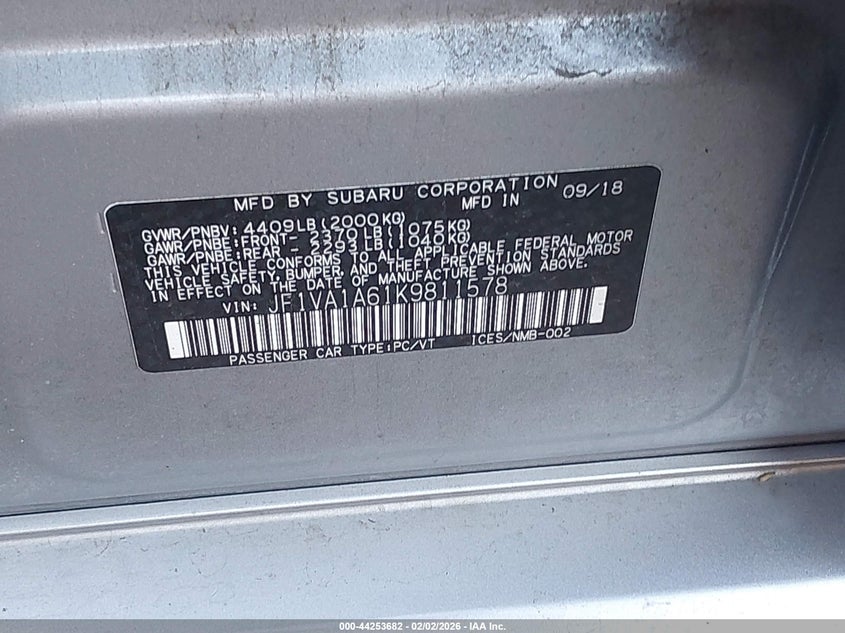 MFD BY SUBARU CORPORATION 09/18
MFD IN
GVWR/PNBV: 4409LB(2000KG)
GAWR/PNBE:FRONT- 2370LB(1075KG)
GAWR/PNBE:REAR - 2293LB(1040KG)
THIS VEHICLE CONFORMS TO ALL APPLICABLE FEDERAL MOTOR
VEHICLE SAFETY, BUMPER, AND THEFT PREVENTION STANDARDS
IN EFFECT ON THE DATE OF MANUFACTURE SHOWN ABOVE.
VIN: JF1VA1A61K9811578
PASSENGER CAR TYPE:PC/VT ICES/NMB-002
000-44253682 - 02/02/2026 - IAA Inc.